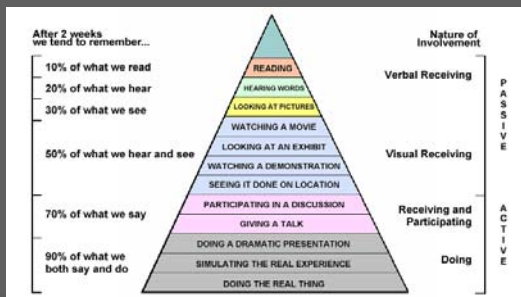 After 2 weeks
we tend to remember...
Nature of
Involvement
10% of what we read
READING
Verbal Receiving
20% of what we hear
HEARING WORDS
30% of what we see
LOOKING AT PICTURES
WATCHING A MOVIE
LOOKING AT AN EXHIBIT
50% of what we hear and see
Visual Receiving
WATCHING A DEMONSTRATION
SEEING IT DONE ON LOCATION
PARTICIPATING IN A DISCUSSION
70% of what we say
Receiving and
Participating
GIVING A TALK
DOING A DRAMATIC PRESENTATION
90% of what we
both say and do
SIMULATING THE REAL EXPERIENCE
Doing
DOING THE REAL THING
PASSIVE
ACTIVE